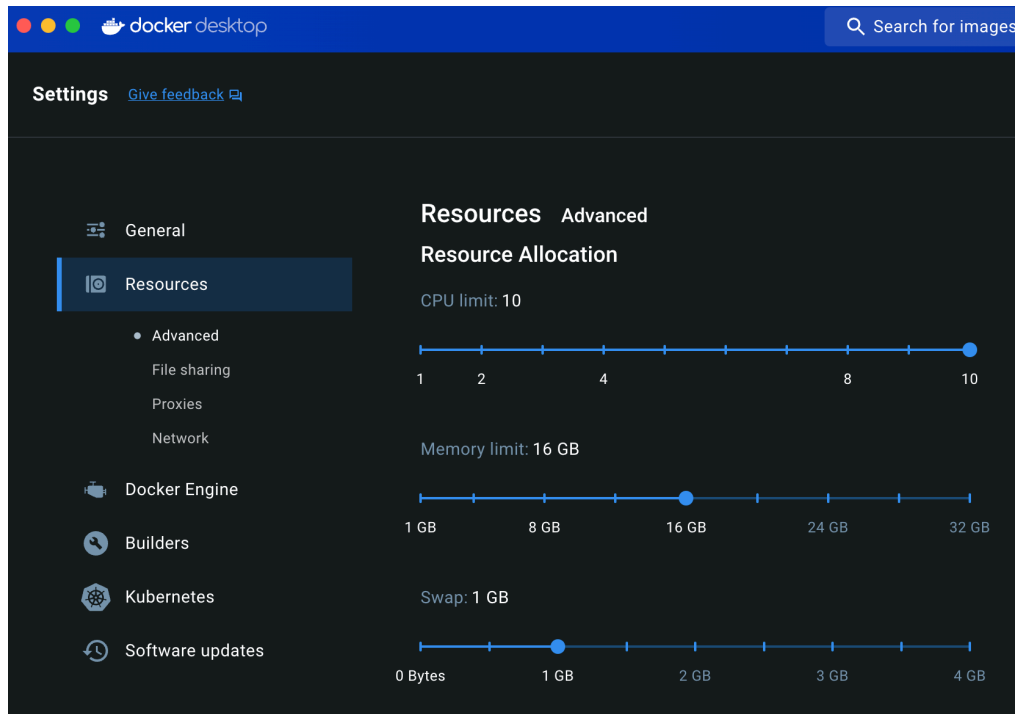 docker desktop
Search for images
Settings Give feedback
General
Resources
Advanced
File sharing
Proxies
Network
Docker Engine
Builders
Kubernetes
Software updates
Resources Advanced
Resource Allocation
CPU limit: 10
1 2 4 8 10
Memory limit: 16 GB
1 GB 8 GB 16 GB 24 GB 32 GB
Swap: 1 GB
0 Bytes 1 GB 2 GB 3 GB 4 GB